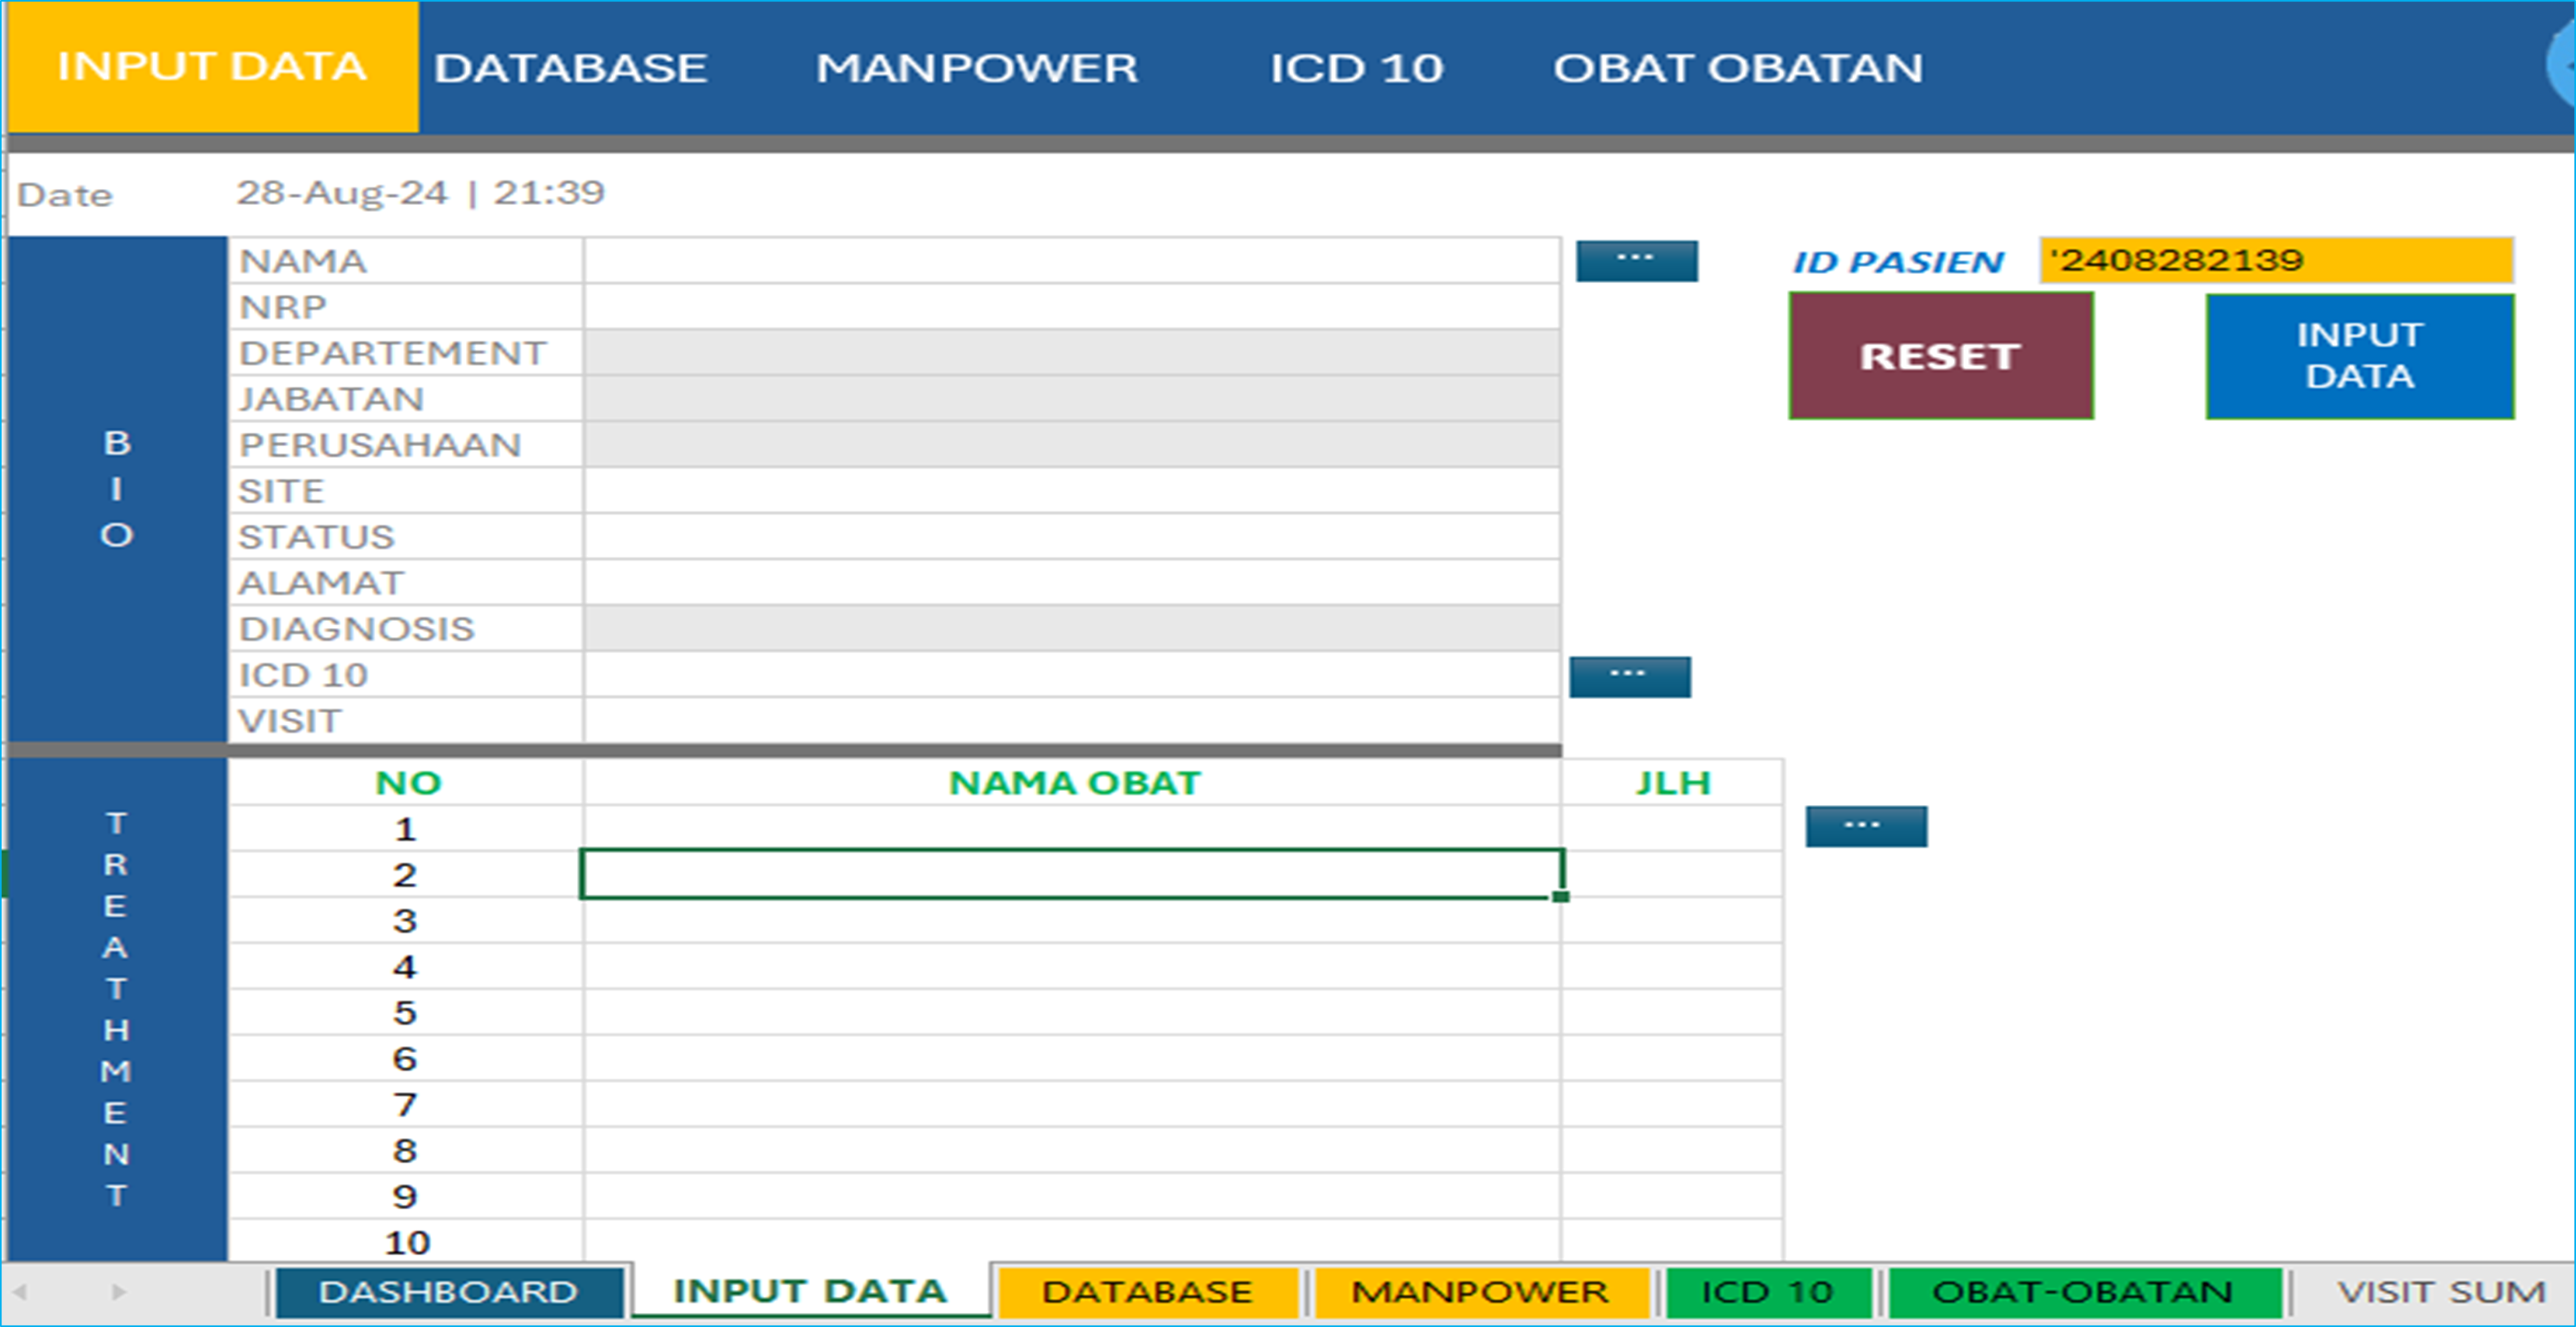 INPUT DATA DATABASE MANPOWER ICD 10 OBAT OBATAN
Date 28-Aug-24 | 21:39
BIO
NAMA ... ID PASIEN '2408282139
NRP
RESET INPUT DATA
DEPARTEMENT
JABATAN
PERUSAHAAN
SITE
STATUS
ALAMAT
DIAGNOSIS
ICD 10 ...
VISIT
TREATHMENT
NO NAMA OBAT JLH
1 ...
2
3
4
5
6
7
8
9
10
DASHBOARD INPUT DATA DATABASE MANPOWER ICD 10 OBAT-OBATAN VISIT SUM